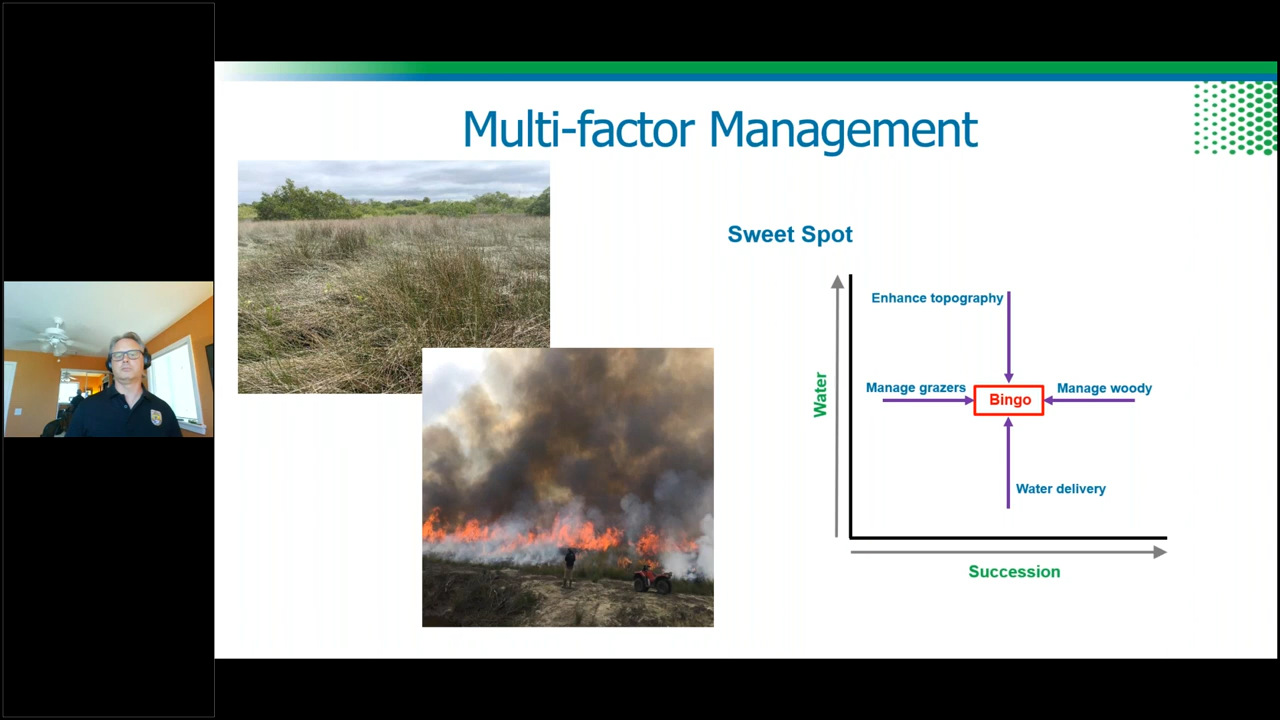 Multi-factor Management
Sweet Spot
Enhance topography
Manage grazers
Bingo
Manage woody
Water
Water delivery
Succession